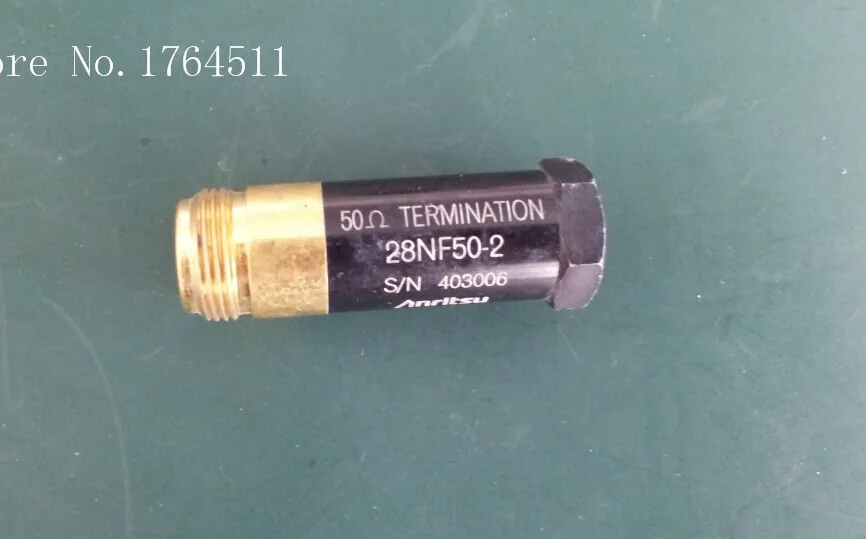 ore No.1764511
50Ω TERMINATION
28NF50-2
S/N 403006
Anritsu